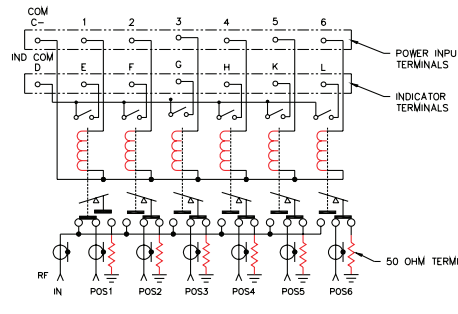 COM
C- 1 2 3 4 5 6
POWER INPU
TERMINALS
IND COM
D E F G H K L
INDICATOR
TERMINALS
50 OHM TERMI
RF
IN POS1 POS2 POS3 POS4 POS5 POS6